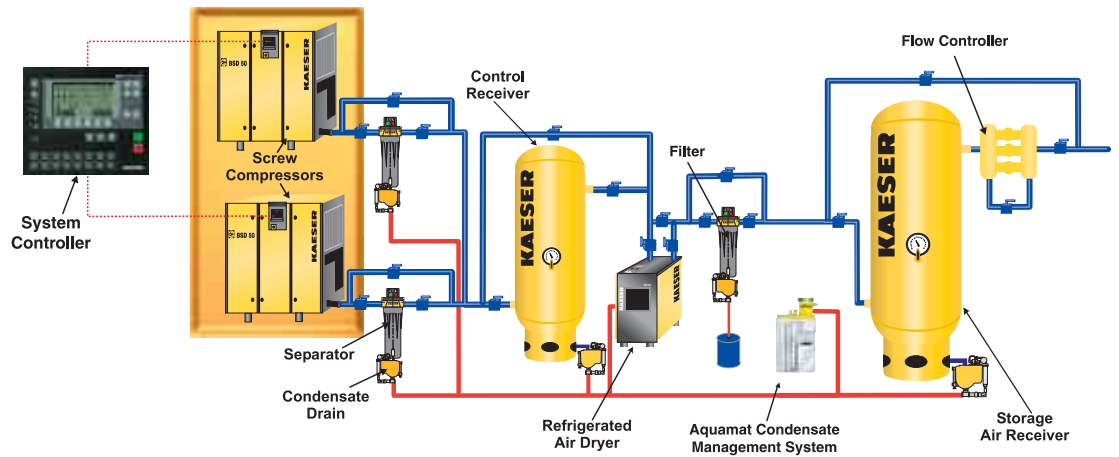 KAESER
BSD 50
Screw
Compressors
KAESER
BSD 50
System
Controller
Separator
Condensate
Drain
Control
Receiver
KAESER
KAESER
Refrigerated
Air Dryer
Filter
Aquamat Condensate
Management System
KAESER
Flow Controller
Storage
Air Receiver